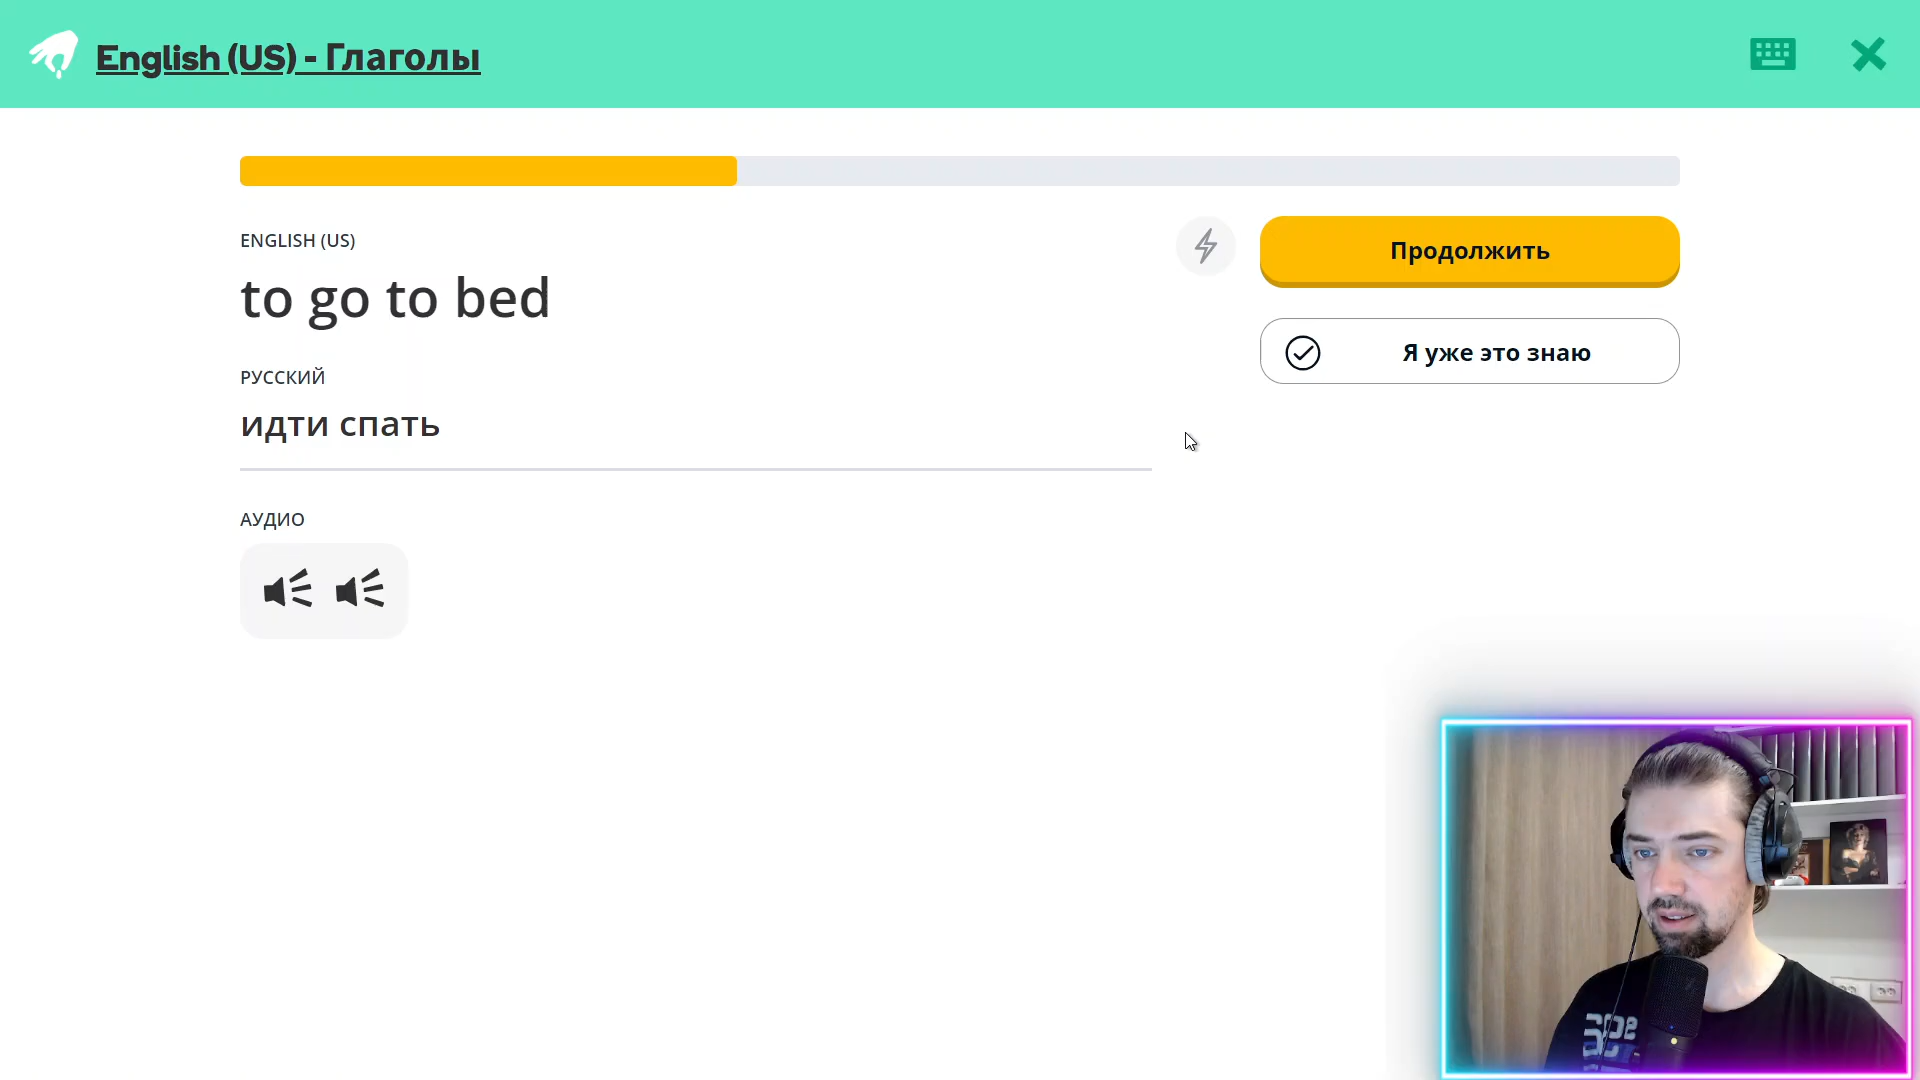 English (US) - Глаголы
ENGLISH (US)
to go to bed
Продолжить
Я уже это знаю
РУССКИЙ
идти спать
АУДИО